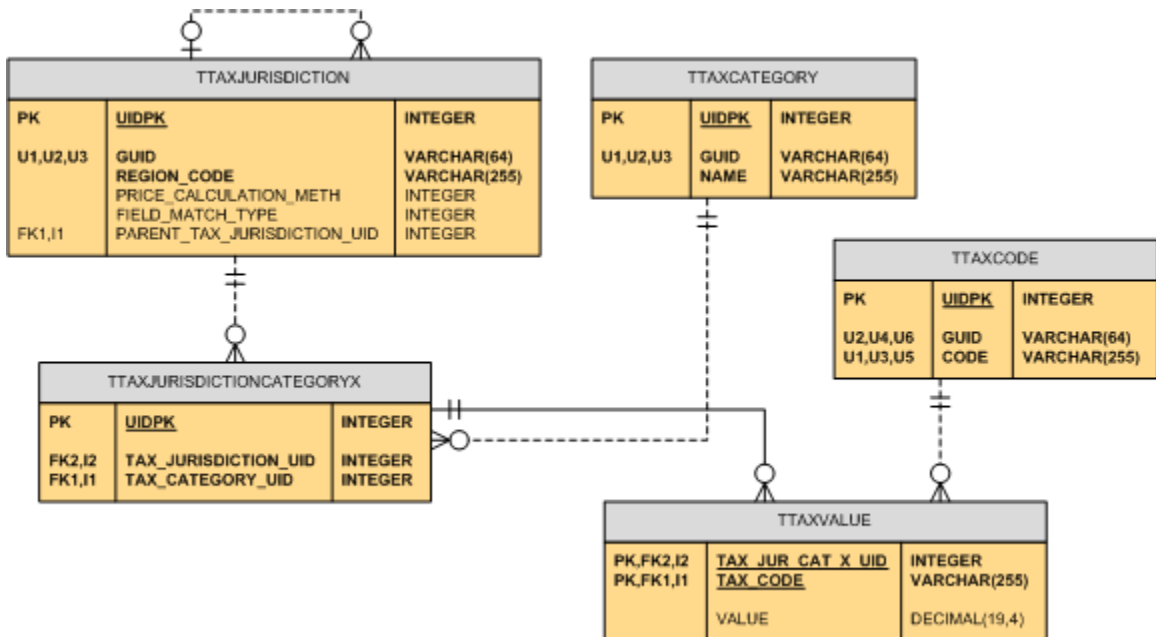 TTAXJURISDICTION
PK UIDPK INTEGER
U1,U2,U3 GUID VARCHAR(64)
REGION_CODE VARCHAR(255)
PRICE_CALCULATION_METH INTEGER
FIELD_MATCH_TYPE INTEGER
FK1,I1 PARENT_TAX_JURISDICTION_UID INTEGER
TTAXCATEGORY
PK UIDPK INTEGER
U1,U2,U3 GUID VARCHAR(64)
NAME VARCHAR(255)
TTAXCODE
PK UIDPK INTEGER
U2,U4,U6 GUID VARCHAR(64)
U1,U3,U5 CODE VARCHAR(255)
TTAXJURISDICTIONCATEGORYX
PK UIDPK INTEGER
FK2,I2 TAX_JURISDICTION_UID INTEGER
FK1,I1 TAX_CATEGORY_UID INTEGER
TTAXVALUE
PK,FK2,I2 TAX_JUR_CAT_X_UID INTEGER
PK,FK1,I1 TAX_CODE VARCHAR(255)
VALUE DECIMAL(19,4)